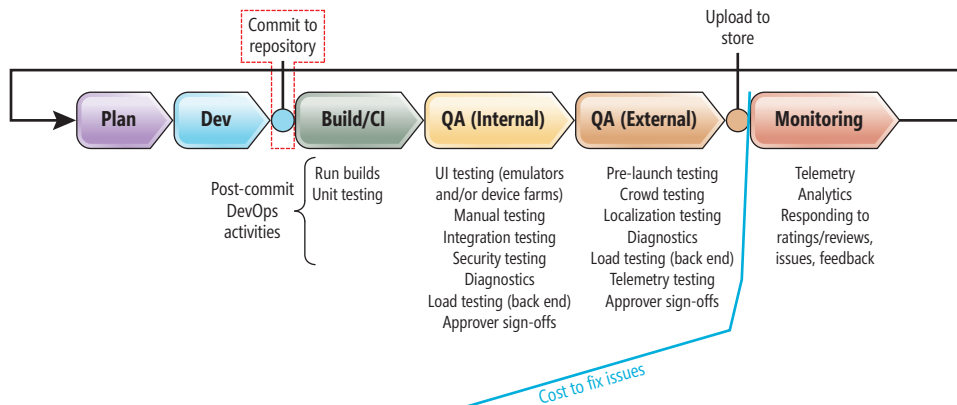 Commit to
repository
Upload to
store
Plan
Dev
Build/CI
QA (Internal)
QA (External)
Monitoring
Post-commit
DevOps
activities
Run builds
Unit testing
UI testing (emulators
and/or device farms)
Manual testing
Integration testing
Security testing
Diagnostics
Load testing (back end)
Approver sign-offs
Pre-launch testing
Crowd testing
Localization testing
Diagnostics
Load testing (back end)
Telemetry testing
Approver sign-offs
Telemetry
Analytics
Responding to
ratings/reviews,
issues, feedback
Cost to fix issues